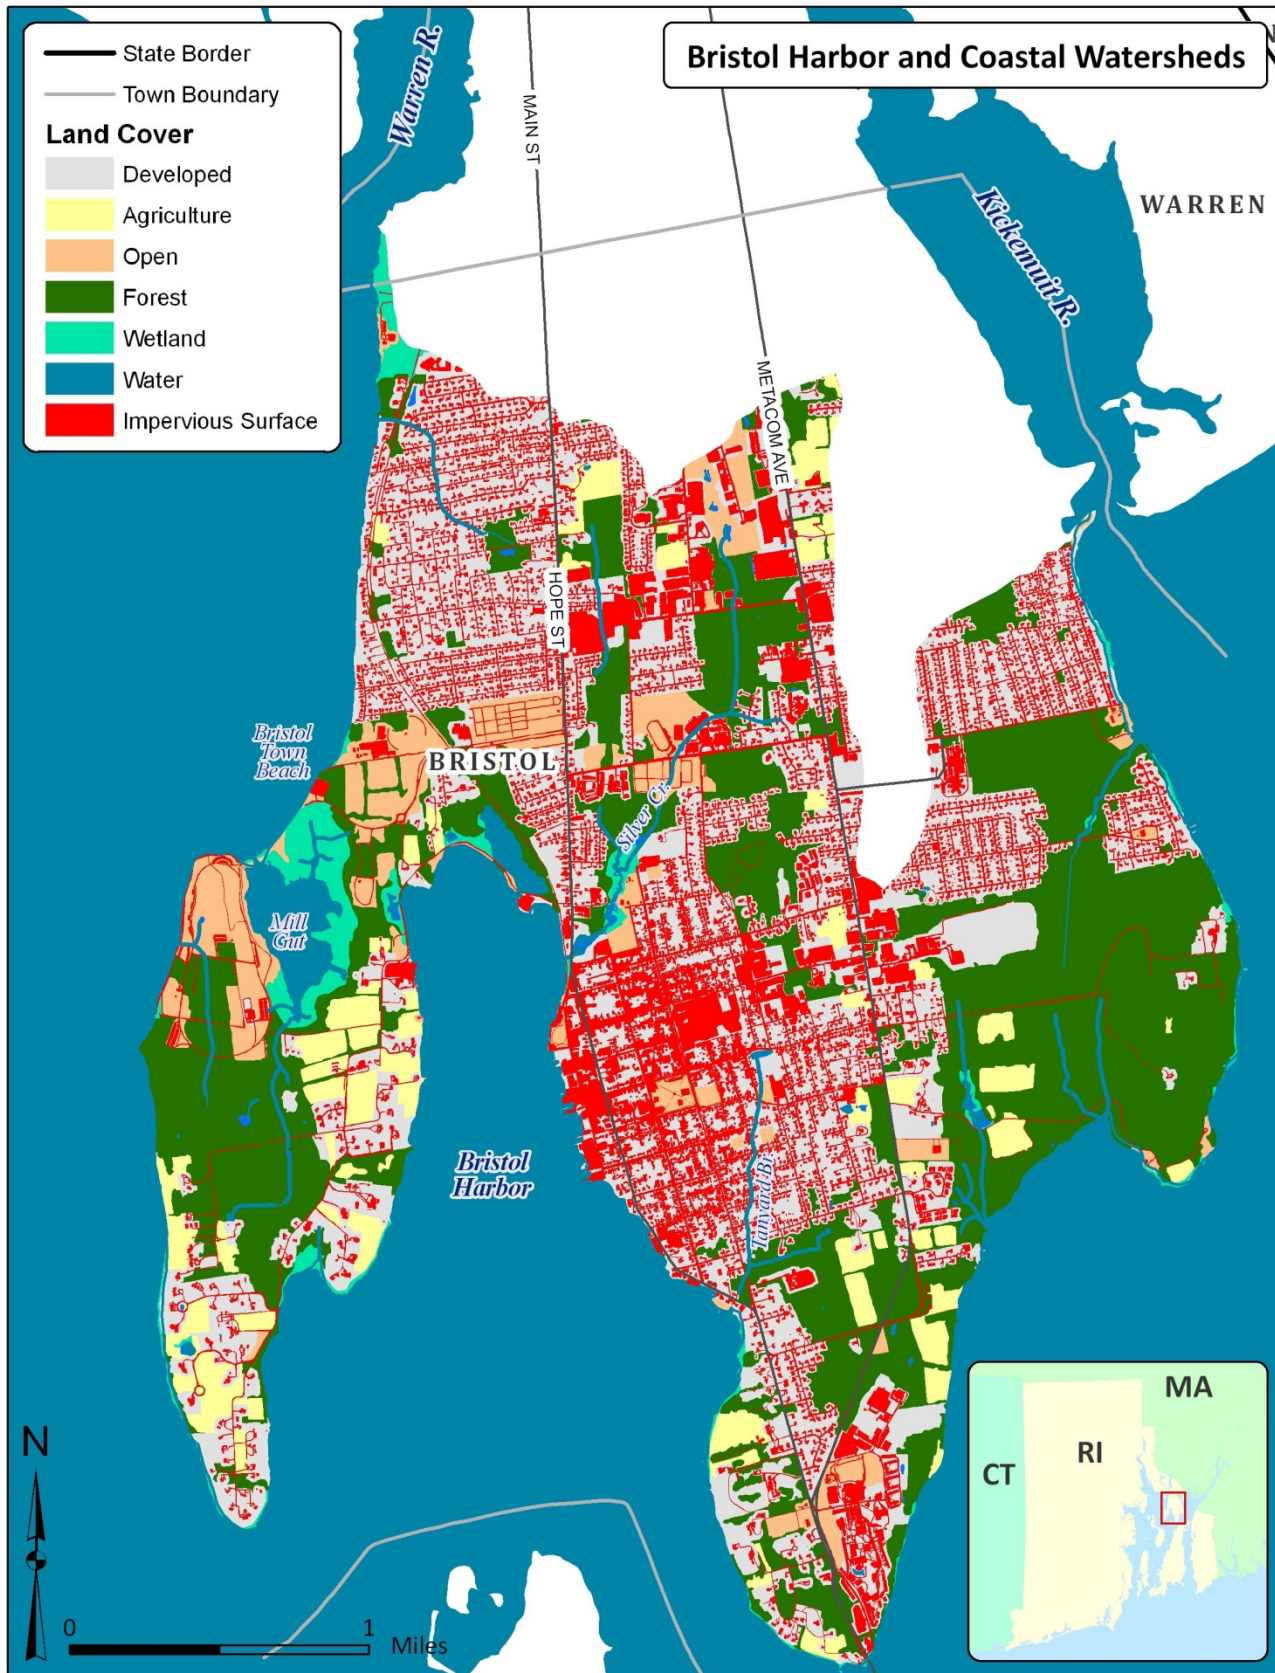 State Border
Town Boundary
Land Cover
Developed
Agriculture
Open
Forest
Wetland
Water
Impervious Surface
Bristol Harbor and Coastal Watersheds
Warren R.
MAIN ST
Kickemuit R.
WARREN
METACOM AVE
HOPE ST
Bristol
Town
Beach
BRISTOL
Silver Cr.
Mill
Gut
Bristol
Harbor
Tanyard Br.
N
0
1
Miles
CT
RI
MA